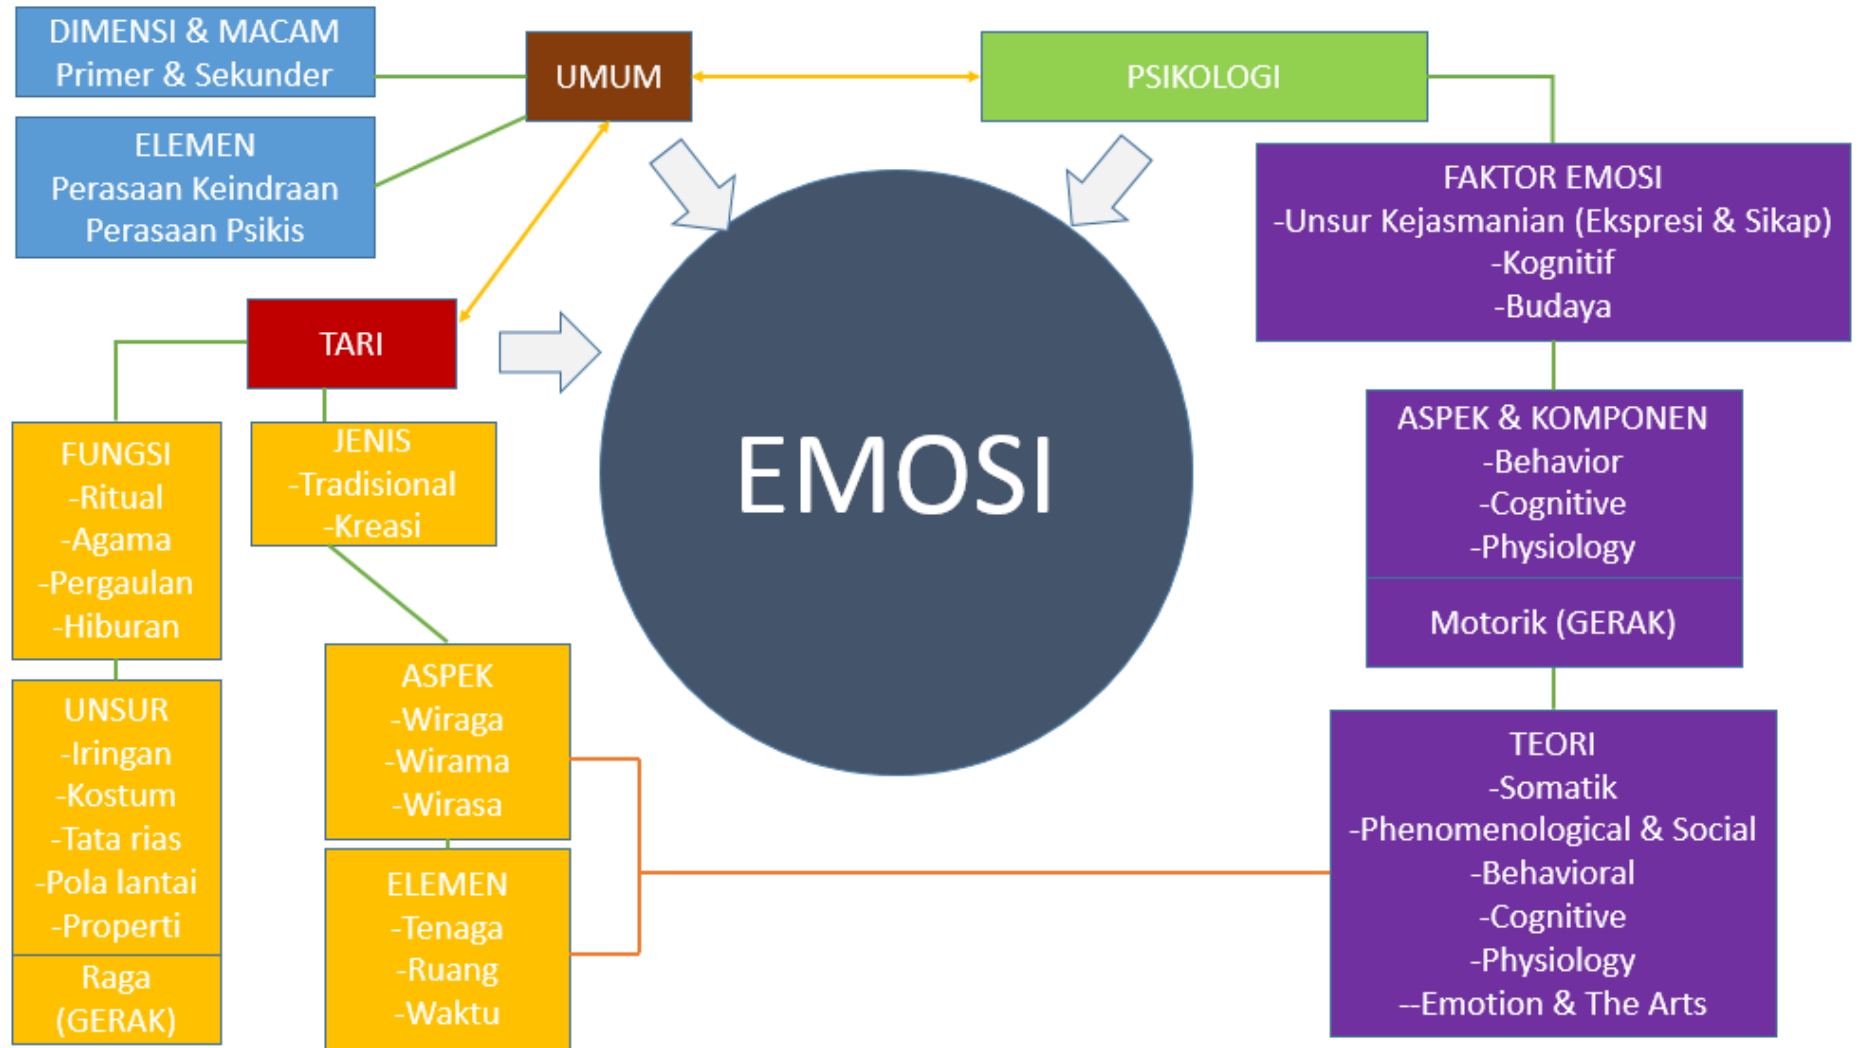 DIMENSI & MACAM
Primer & Sekunder
UMUM
PSIKOLOGI
ELEMEN
Perasaan Keindraan
Perasaan Psikis
FAKTOR EMOSI
-Unsur Kejasmanian (Ekspresi & Sikap)
-Kognitif
-Budaya
TARI
EMOSI
FUNGSI
-Ritual
-Agama
-Pergaulan
-Hiburan
JENIS
-Tradisional
-Kreasi
ASPEK & KOMPONEN
-Behavior
-Cognitive
-Physiology
Motorik (GERAK)
UNSUR
-Iringan
-Kostum
-Tata rias
-Pola lantai
-Properti
Raga
(GERAK)
ASPEK
-Wiraga
-Wirama
-Wirasa
ELEMEN
-Tenaga
-Ruang
-Waktu
TEORI
-Somatik
-Phenomenological & Social
-Behavioral
-Cognitive
-Physiology
--Emotion & The Arts